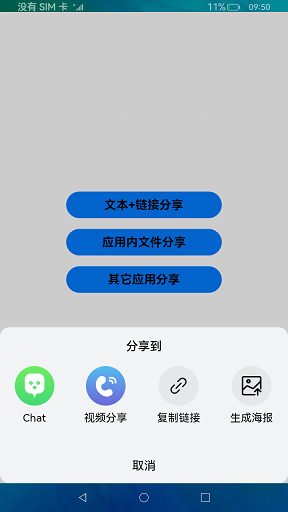 没有 SIM 卡 11% 09:50
文本+链接分享
应用内文件分享
其它应用分享
分享到
Chat 视频分享 复制链接 生成海报
取消